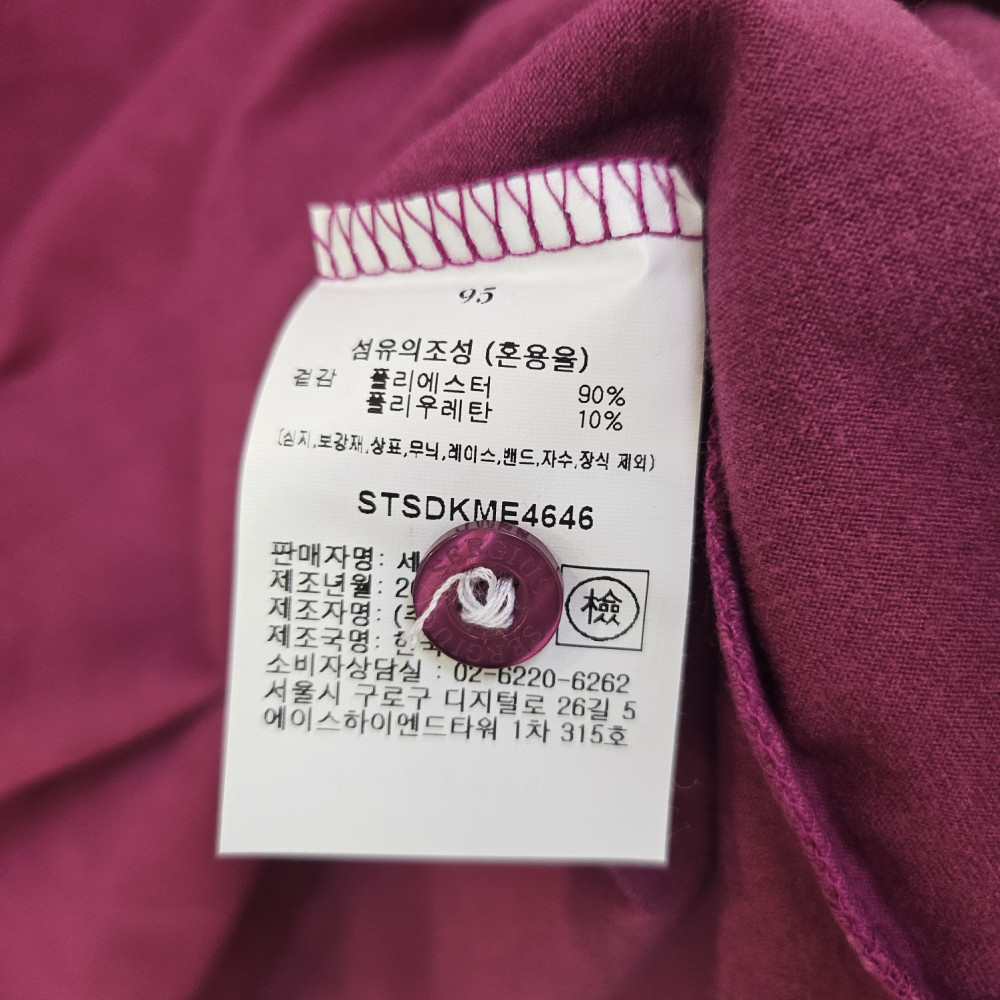 95
섬유의조성 (혼용율)
겉감 폴리에스터 90%
폴리우레탄 10%
(심지,보강재,상표,무늬,레이스,밴드,자수,장식 제외)
STSDKME4646
판매자명: 세
제조년월: 20
제조자명: (주
제조국명: 한국
檢
소비자상담실 : 02-6220-6262
서울시 구로구 디지털로 26길 5
에이스하이엔드타워 1차 315호